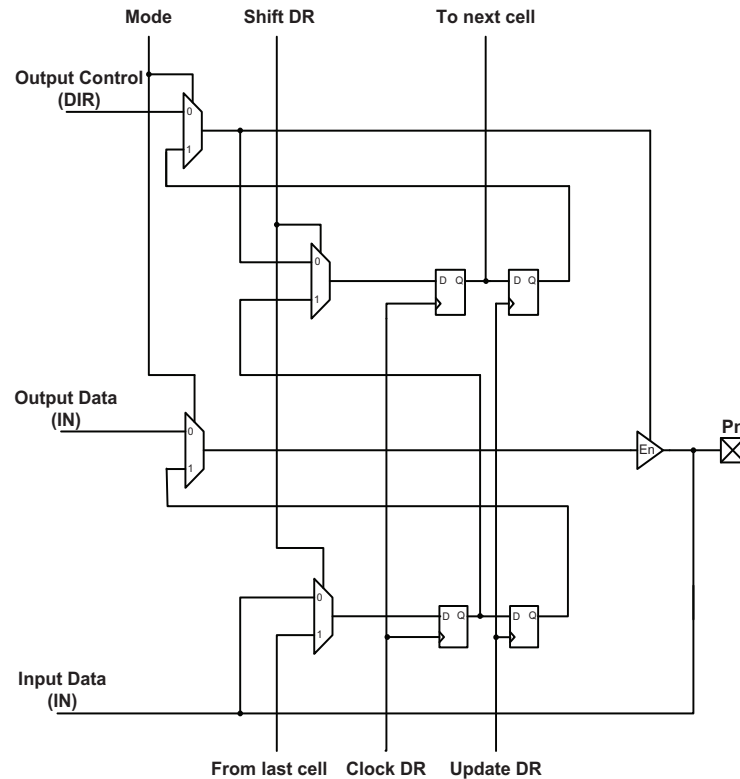 Mode Shift DR To next cell
Output Control
(DIR)
0
1
0
D Q D Q
1
Output Data
(IN)
0
Pn
En
1
0
D Q D Q
1
Input Data
(IN)
From last cell Clock DR Update DR